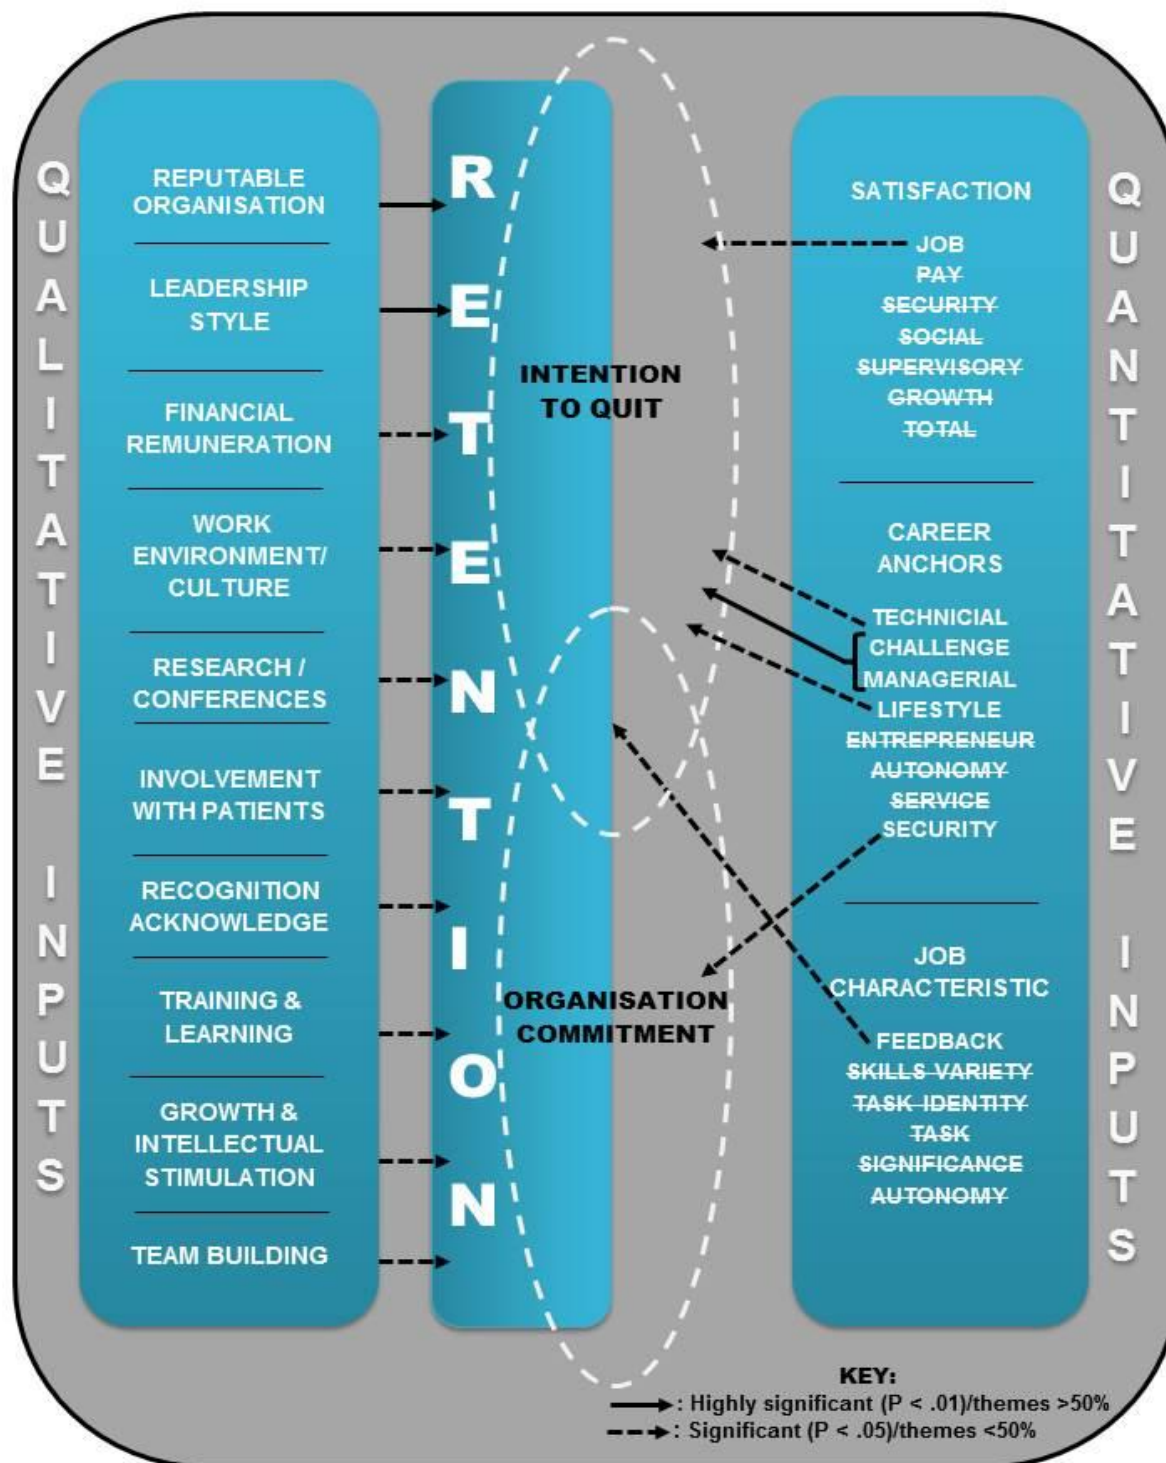 QUALITATIVE INPUTS
REPUTABLE
ORGANISATION
LEADERSHIP
STYLE
FINANCIAL
REMUNERATION
WORK
ENVIRONMENT/
CULTURE
RESEARCH /
CONFERENCES
INVOLVEMENT
WITH PATIENTS
RECOGNITION
ACKNOWLEDGE
TRAINING &
LEARNING
GROWTH &
INTELLECTUAL
STIMULATION
TEAM BUILDING
RETENTION
INTENTION
TO QUIT
ORGANISATION
COMMITMENT
SATISFACTION
JOB
PAY
SECURITY
SOCIAL
SUPERVISORY
GROWTH
TOTAL
CAREER
ANCHORS
TECHNICIAL
CHALLENGE
MANAGERIAL
LIFESTYLE
ENTREPRENEUR
AUTONOMY
SERVICE
SECURITY
JOB
CHARACTERISTIC
FEEDBACK
SKILLS VARIETY
TASK IDENTITY
TASK
SIGNIFICANCE
AUTONOMY
QUANTITATIVE INPUTS
KEY:
: Highly significant (P < .01)/themes >50%
: Significant (P < .05)/themes <50%